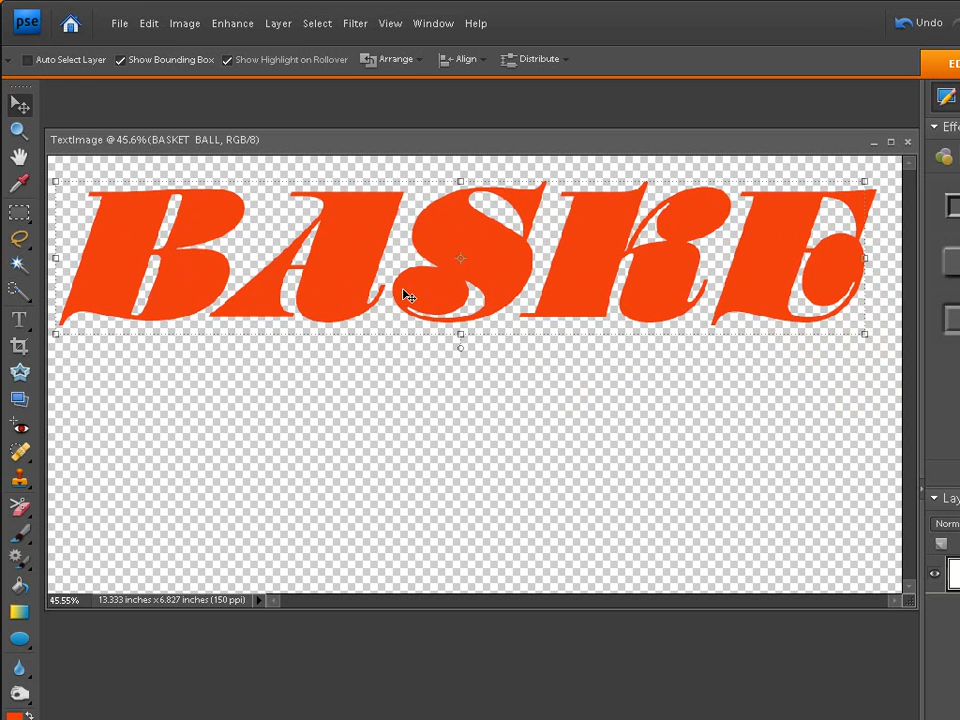 pse File Edit Image Enhance Layer Select Filter View Window Help Undo
Auto Select Layer Show Bounding Box Show Highlight on Rollover Arrange Align Distribute
TextImage @ 45.6%(BASKET BALL, RGB/8)
BASKE
45.55% 13.333 inches x 6.827 inches (150 ppi)
T